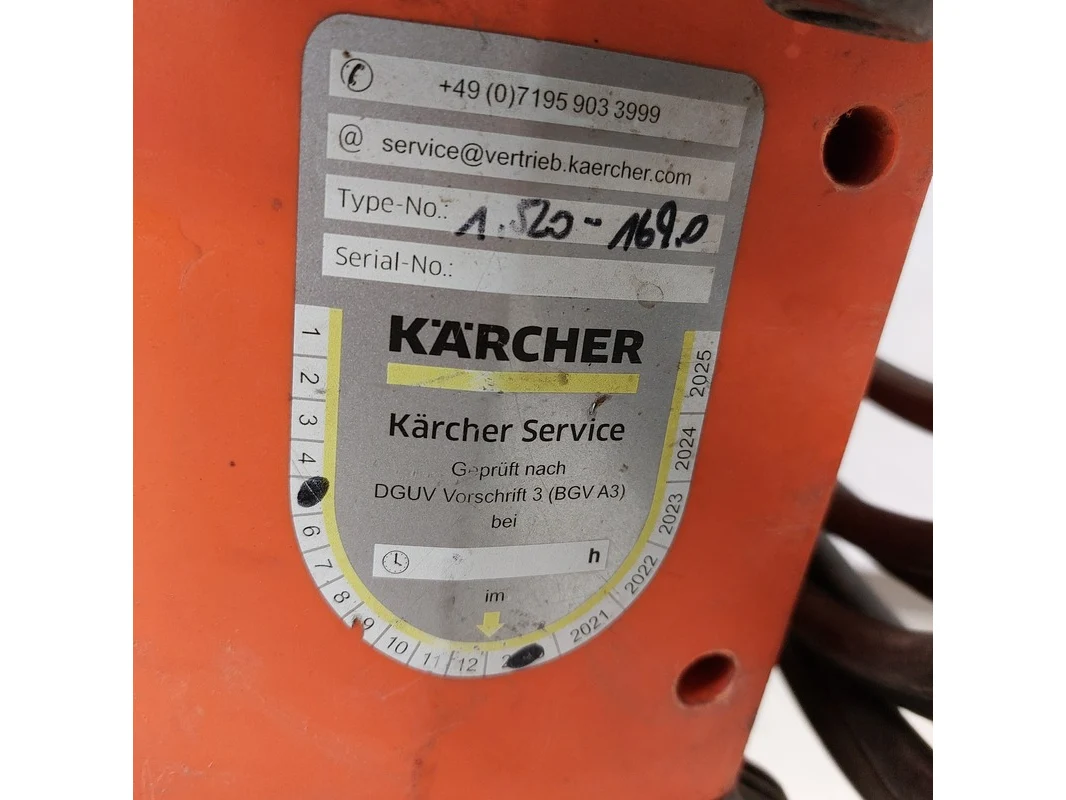 +49 (0)7195 903 3999
@ service@vertrieb.kaercher.com
Type-No.: 1.520-169.0
Serial-No.:
KÄRCHER
Kärcher Service
Geprüft nach
DGUV Vorschrift 3 (BGV A3)
bei
h
im
1
2
3
4
6
7
8
9
10
11
12
2021
2022
2023
2024
2025